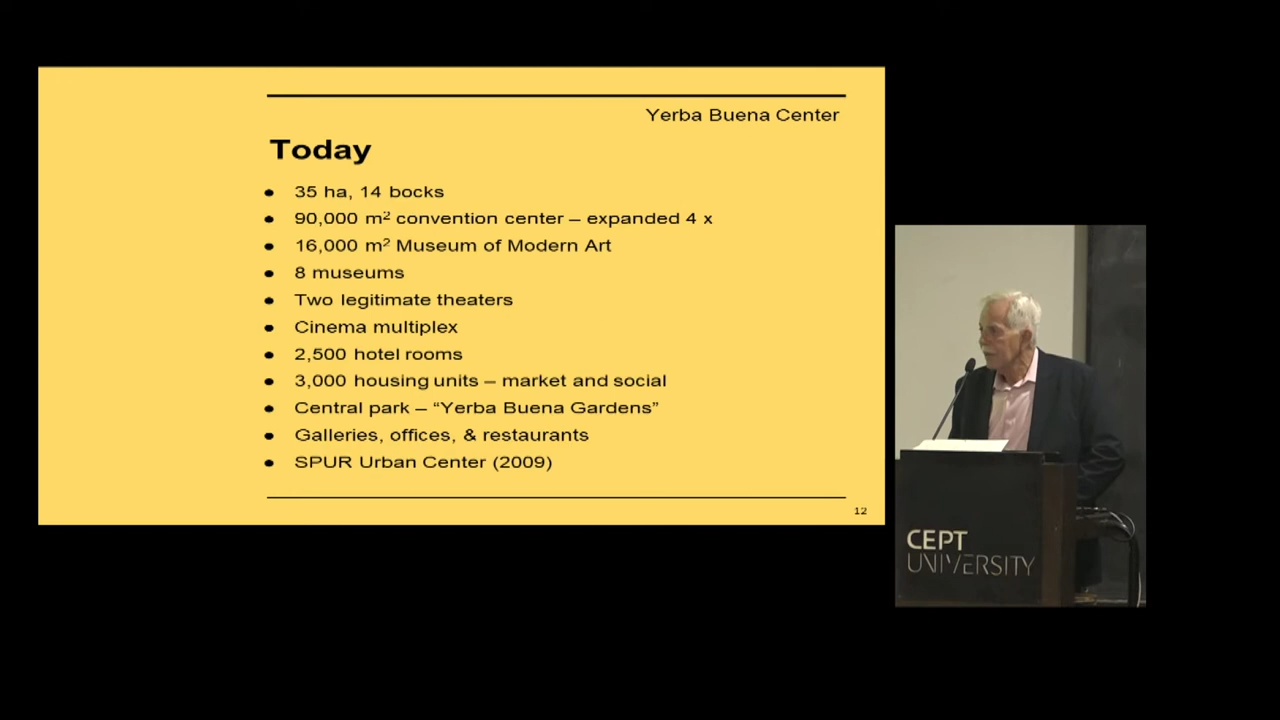 Yerba Buena Center
Today
• 35 ha, 14 bocks
• 90,000 m² convention center – expanded 4 x
• 16,000 m² Museum of Modern Art
• 8 museums
• Two legitimate theaters
• Cinema multiplex
• 2,500 hotel rooms
• 3,000 housing units – market and social
• Central park – “Yerba Buena Gardens”
• Galleries, offices, & restaurants
• SPUR Urban Center (2009)
12
CEPT
UNIVERSITY